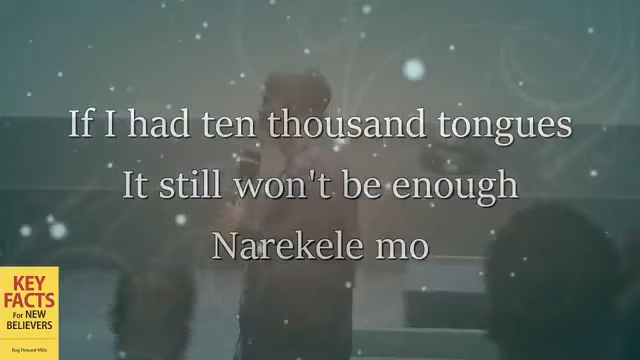 If I had ten thousand tongues
It still won't be enough
Narekele mo
KEY
FACTS
For NEW
BELIEVERS
Dag Heward-Mills